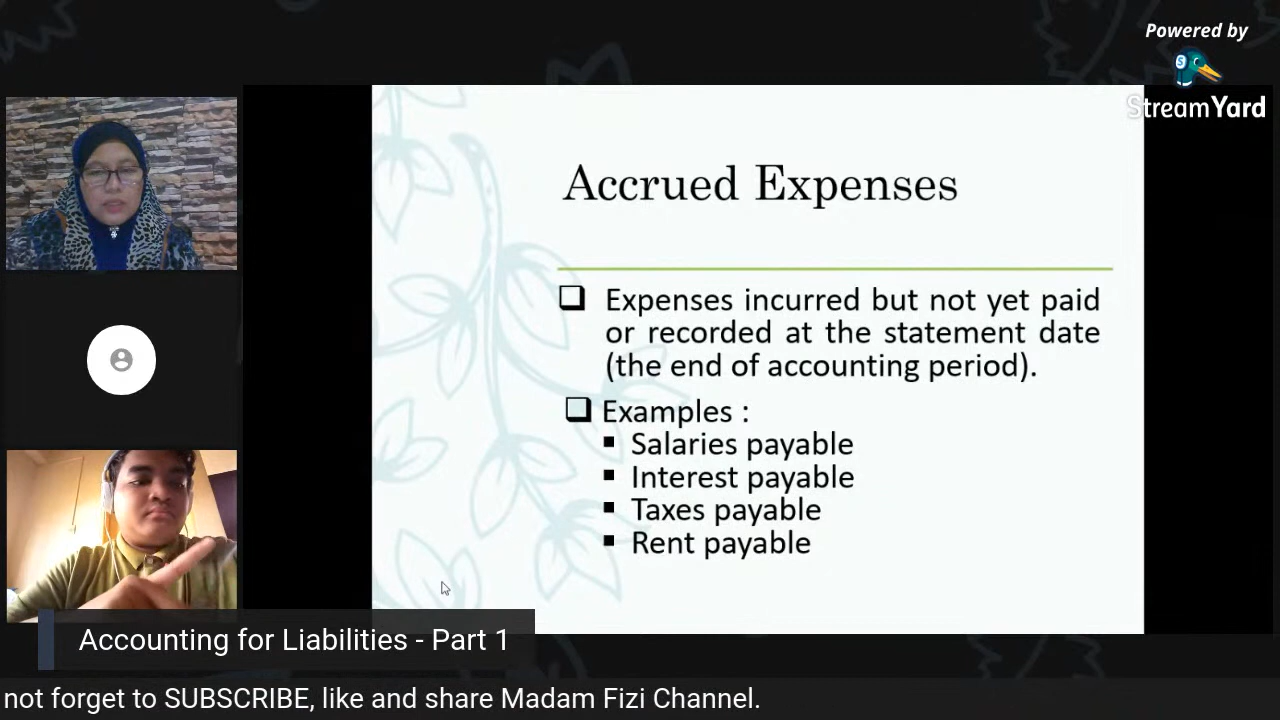 Powered by
StreamYard
Accrued Expenses
Expenses incurred but not yet paid
or recorded at the statement date
(the end of accounting period).
Examples :
Salaries payable
Interest payable
Taxes payable
Rent payable
Accounting for Liabilities - Part 1
not forget to SUBSCRIBE, like and share Madam Fizi Channel.